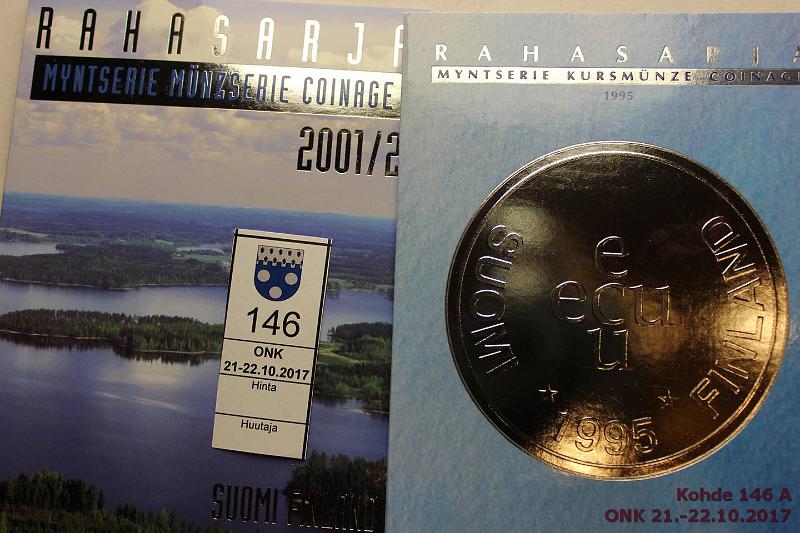 RAHASARJA
MYNTSERIE MÜNZSERIE COINAGE
2001/2
146
ONK
21-22.10.2017
Hinta
Huutaja
SUOMI FINLAND
RAHASARJA
MYNTSERIE KURSMÜNZE COINAGE
1995
SUOMI
e
ecu
u
FINLAND
1995
Kohde 146 A
ONK 21.-22.10.2017